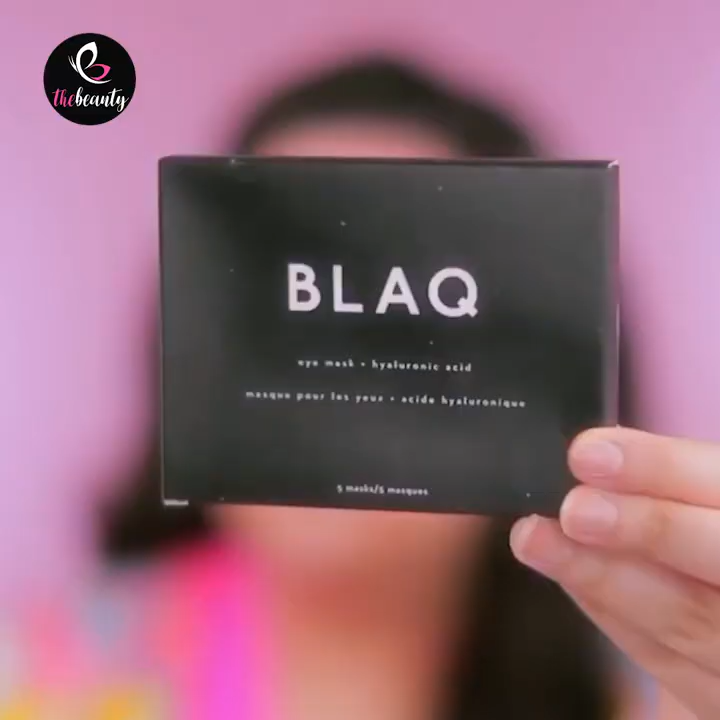 thebeauty
BLAQ
eye mask + hyaluronic acid
masque pour les yeux + acide hyaluronique
5 masks/5 masques